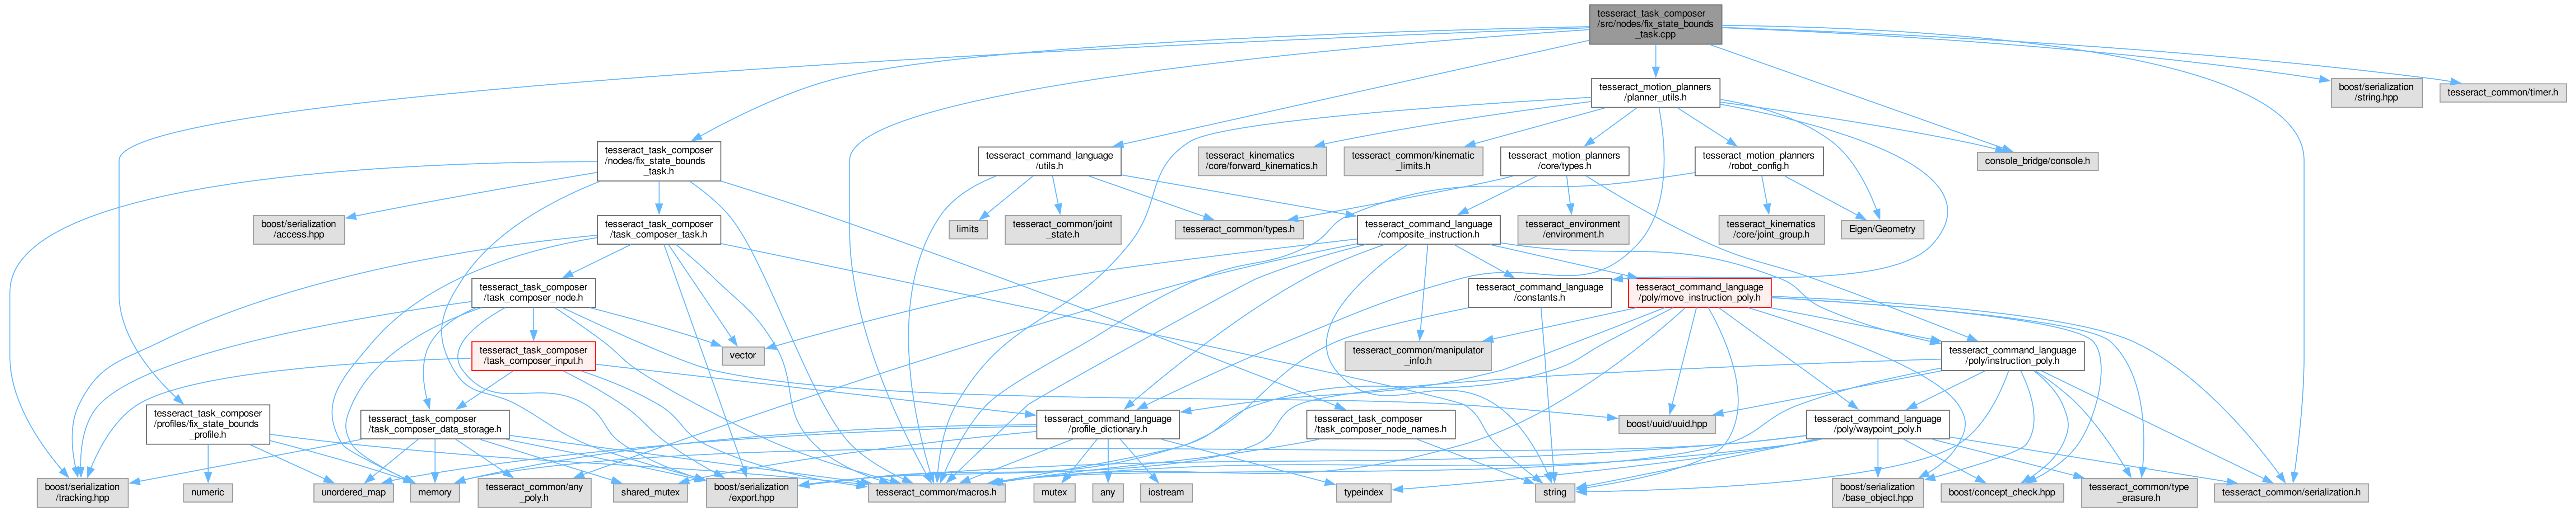 tesseract_task_composer
/src/nodes/fix_state_bounds
_task.cpp
boost/serialization
/string.hpp
tesseract_common/timer.h
tesseract_motion_planners
/planner_utils.h
tesseract_task_composer
/nodes/fix_state_bounds
_task.h
tesseract_command_language
/utils.h
tesseract_kinematics
/core/forward_kinematics.h
tesseract_common/kinematic
_limits.h
tesseract_motion_planners
/core/types.h
tesseract_motion_planners
/robot_config.h
console_bridge/console.h
boost/serialization
/access.hpp
tesseract_task_composer
/task_composer_task.h
limits
tesseract_common/joint
_state.h
tesseract_common/types.h
tesseract_command_language
/composite_instruction.h
tesseract_environment
/environment.h
tesseract_kinematics
/core/joint_group.h
Eigen/Geometry
tesseract_task_composer
/task_composer_node.h
tesseract_command_language
/constants.h
tesseract_command_language
/poly/move_instruction_poly.h
tesseract_task_composer
/task_composer_input.h
vector
tesseract_common/manipulator
_info.h
tesseract_command_language
/poly/instruction_poly.h
tesseract_task_composer
/profiles/fix_state_bounds
_profile.h
tesseract_task_composer
/task_composer_data_storage.h
tesseract_command_language
/profile_dictionary.h
tesseract_task_composer
/task_composer_node_names.h
boost/uuid/uuid.hpp
tesseract_command_language
/poly/waypoint_poly.h
boost/serialization
/tracking.hpp
numeric
unordered_map
memory
tesseract_common/any
_poly.h
shared_mutex
boost/serialization
/export.hpp
tesseract_common/macros.h
mutex
any
iostream
typeindex
string
boost/serialization
/base_object.hpp
boost/concept_check.hpp
tesseract_common/type
_erasure.h
tesseract_common/serialization.h